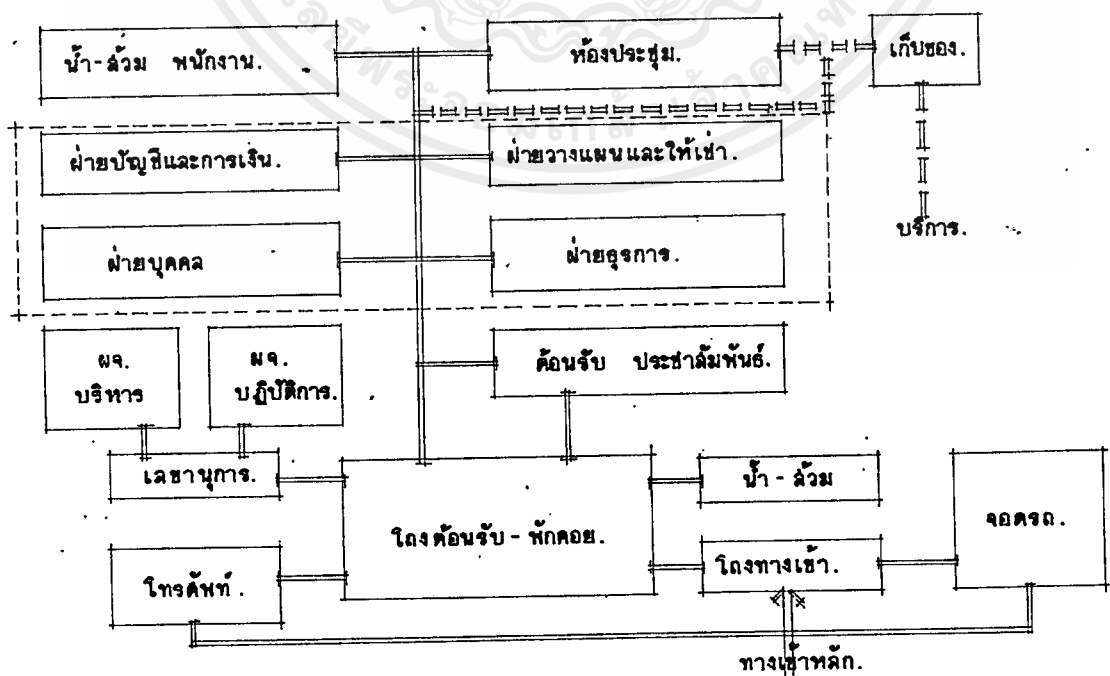 น้ำ-ส้วม พนักงาน.
ห้องประชุม.
เก็บของ.
ฝ่ายบัญชีและการเงิน.
ฝ่ายวางแผนและให้เช่า.
บริการ.
ฝ่ายบุคคล
ฝ่ายธุรการ.
ผจ.
บริหาร
ผจ.
ปฏิบัติการ.
ต้อนรับ ประชาสัมพันธ์.
เลขานุการ.
น้ำ - ส้วม
จอดรถ.
โถงต้อนรับ - พักคอย.
โถงทางเข้า.
โทรศัพท์.
ทางเข้าหลัก.